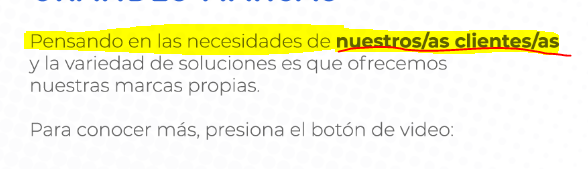 Pensando en las necesidades de nuestros/as clientes/as
y la variedad de soluciones es que ofrecemos
nuestras marcas propias.
Para conocer más, presiona el botón de video: